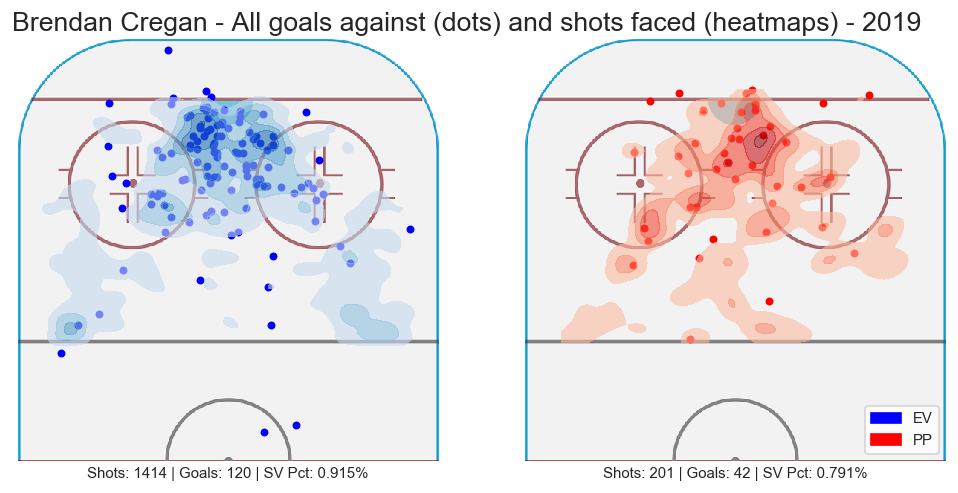 Brendan Cregan - All goals against (dots) and shots faced (heatmaps) - 2019
EV
PP
Shots: 1414 | Goals: 120 | SV Pct: 0.915%
Shots: 201 | Goals: 42 | SV Pct: 0.791%